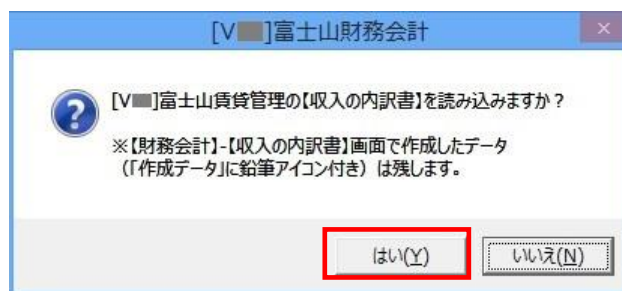 [V]富士山財務会計
[V]富士山賃貸管理の【収入の内訳書】を読み込みますか？
※【財務会計】-【収入の内訳書】画面で作成したデータ
（「作成データ」に鉛筆アイコン付き）は残します。
はい(Y) いいえ(N)